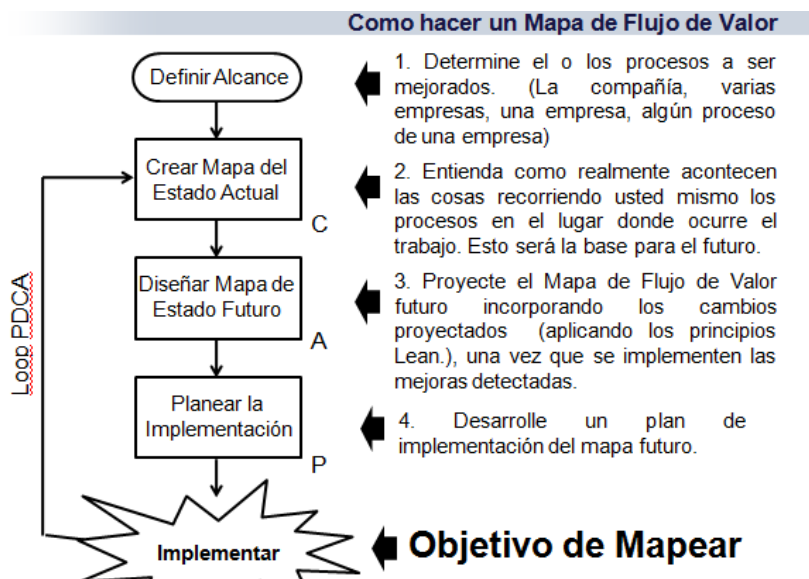 Como hacer un Mapa de Flujo de Valor
Definir Alcance
1. Determine el o los procesos a ser
mejorados. (La compañía, varias
empresas, una empresa, algún proceso
de una empresa)
Crear Mapa del
Estado Actual
C
2. Entienda como realmente acontecen
las cosas recorriendo usted mismo los
procesos en el lugar donde ocurre el
trabajo. Esto será la base para el futuro.
Diseñar Mapa de
Estado Futuro
A
3. Proyecte el Mapa de Flujo de Valor
futuro incorporando los cambios
proyectados (aplicando los principios
Lean.), una vez que se implementen las
mejoras detectadas.
Planear la
Implementación
P
4. Desarrolle un plan de
implementación del mapa futuro.
Loop PDCA
Implementar
Objetivo de Mapear